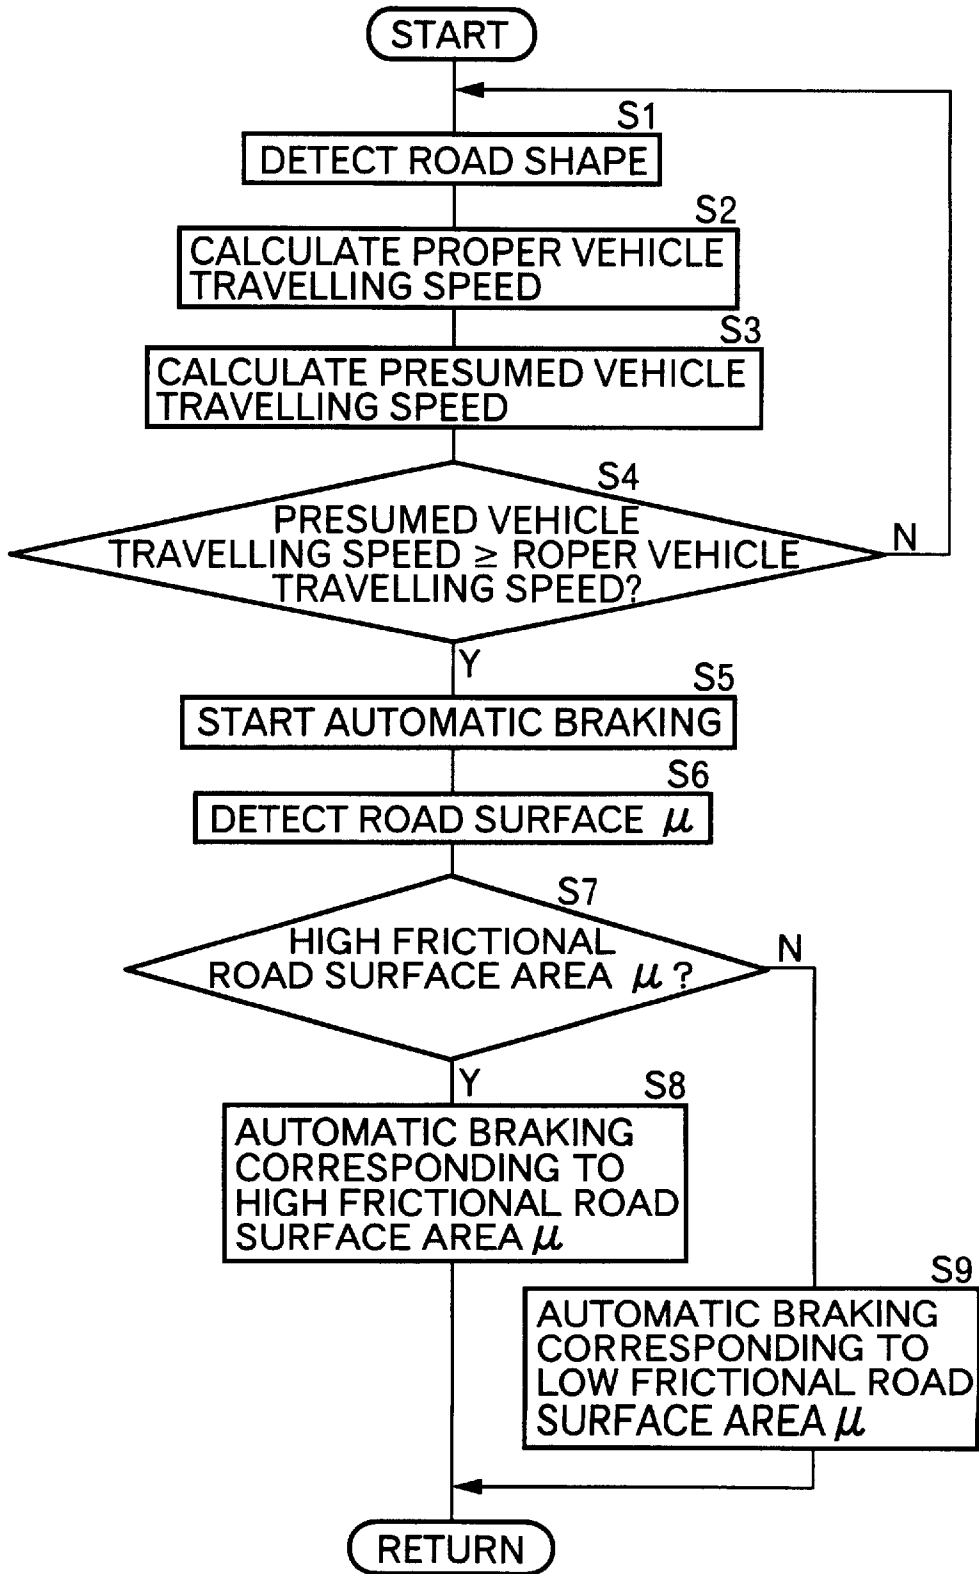 START
S1
DETECT ROAD SHAPE
S2
CALCULATE PROPER VEHICLE
TRAVELLING SPEED
S3
CALCULATE PRESUMED VEHICLE
TRAVELLING SPEED
S4
PRESUMED VEHICLE
TRAVELLING SPEED ≥ ROPER VEHICLE
TRAVELLING SPEED?
N
Y
S5
START AUTOMATIC BRAKING
S6
DETECT ROAD SURFACE μ
S7
HIGH FRICTIONAL
ROAD SURFACE AREA μ ?
N
Y
S8
AUTOMATIC BRAKING
CORRESPONDING TO
HIGH FRICTIONAL ROAD
SURFACE AREA μ
S9
AUTOMATIC BRAKING
CORRESPONDING TO
LOW FRICTIONAL ROAD
SURFACE AREA μ
RETURN